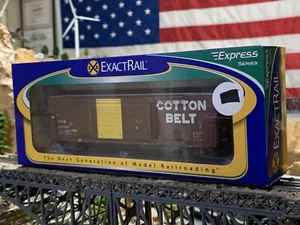 EXACTRAIL
Express
SERIES
COTTON
BELT
EXACTRAIL
The Next Generation of Model Railroading